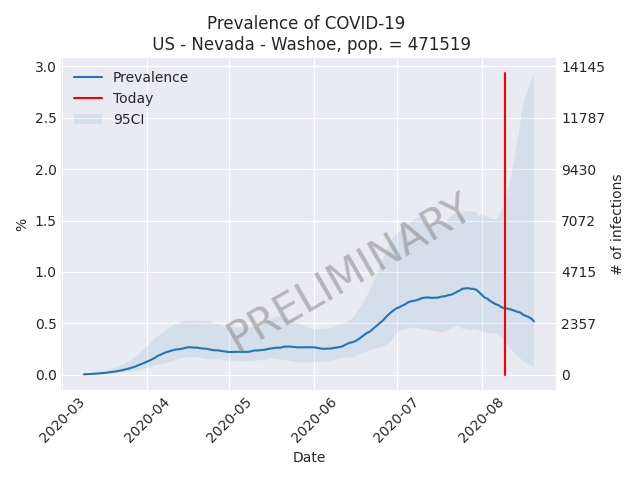 Prevalence of COVID-19
US - Nevada - Washoe, pop. = 471519
Prevalence
Today
95CI
3.0
2.5
2.0
1.5
1.0
0.5
0.0
%
14145
11787
9430
7072
4715
2357
0
# of infections
PRELIMINARY
2020-03
2020-04
2020-05
2020-06
2020-07
2020-08
Date